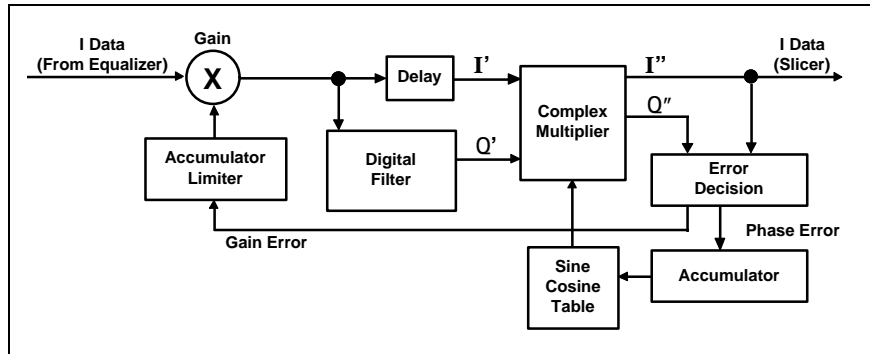 I Data
(From Equalizer)
Gain
X
Delay
I'
I”
I Data
(Slicer)
Complex
Multiplier
Q″
Accumulator
Limiter
Digital
Filter
Q'
Error
Decision
Gain Error
Phase Error
Sine
Cosine
Table
Accumulator